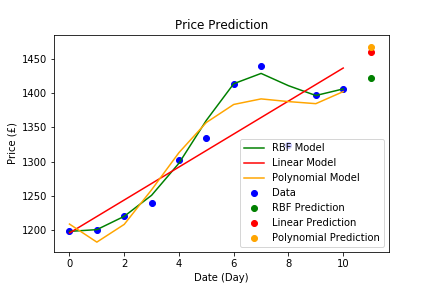 Price Prediction
1450
1400
1350
1300
1250
1200
Price (£)
RBF Model
Linear Model
Polynomial Model
Data
RBF Prediction
Linear Prediction
Polynomial Prediction
0 2 4 6 8 10
Date (Day)